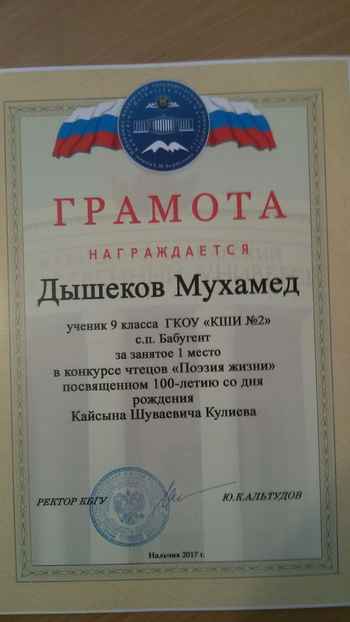 ГРАМОТА
НАГРАЖДАЕТСЯ
Дышеков Мухамед
ученик 9 класса ГКОУ «КШИ №2»
с.п. Бабугент
за занятое 1 место
в конкурсе чтецов «Поэзия жизни»
посвященном 100-летию со дня
рождения
Кайсына Шуваевича Кулиева
РЕКТОР КБГУ Ю.К.АЛЬТУДОВ
Нальчик 2017 г.